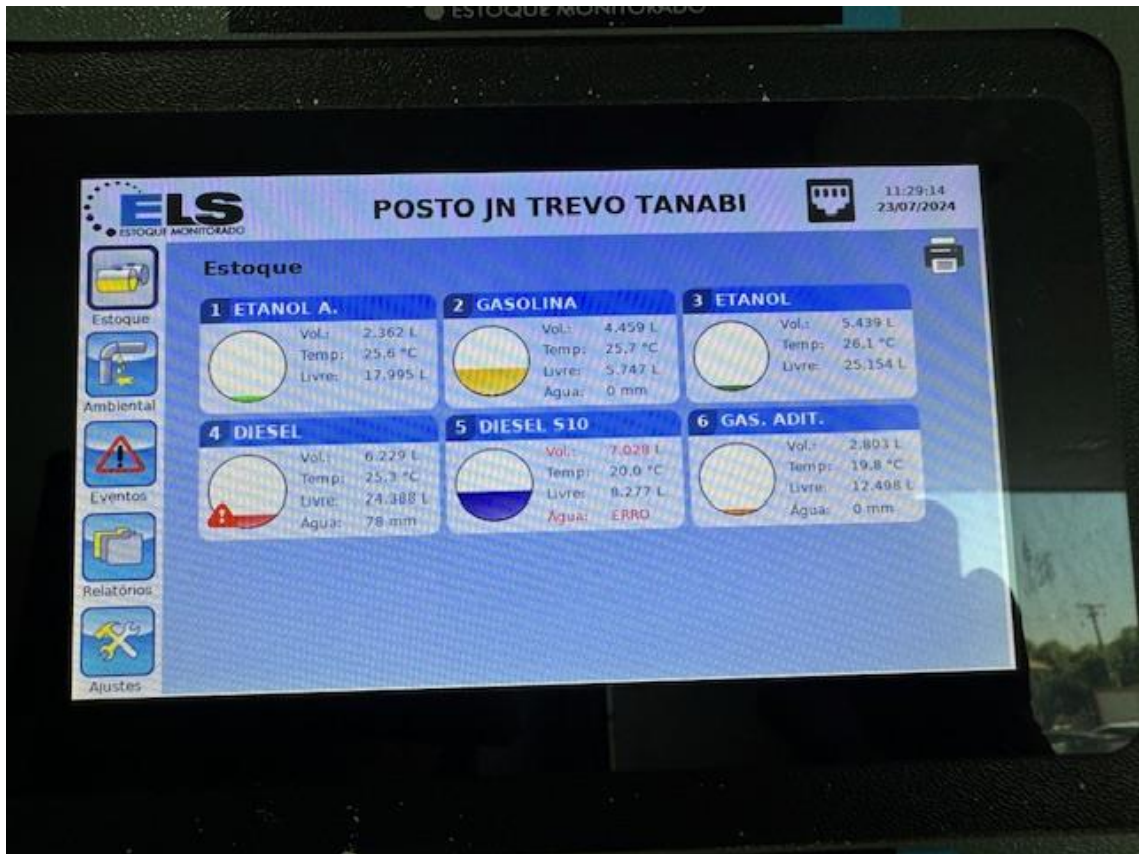 ESTOQUE MONITORADO
ELS
ESTOQUE MONITORADO
POSTO JN TREVO TANABI
11:29:14
23/07/2024
Estoque
Estoque
Ambiental
Eventos
Relatórios
Ajustes
1 ETANOL A.
Vol.: 2.362 L
Temp: 25,6 °C
Livre: 17.995 L
2 GASOLINA
Vol.: 4.459 L
Temp: 25,7 °C
Livre: 5.747 L
Água: 0 mm
3 ETANOL
Vol.: 5.439 L
Temp: 26,1 °C
Livre: 25.154 L
4 DIESEL
Vol.: 6.229 L
Temp: 25,3 °C
Livre: 24.388 L
Água: 78 mm
5 DIESEL S10
Vol.: 7.028 L
Temp: 20,0 °C
Livre: 8.277 L
Água: ERRO
6 GAS. ADIT.
Vol.: 2.803 L
Temp: 19,8 °C
Livre: 12.498 L
Água: 0 mm